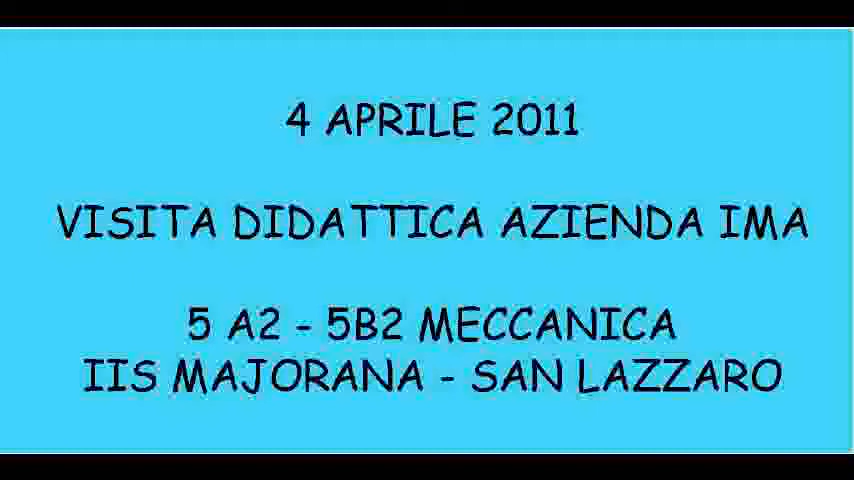 4 APRILE 2011
VISITA DIDATTICA AZIENDA IMA
5 A2 - 5B2 MECCANICA
IIS MAJORANA - SAN LAZZARO